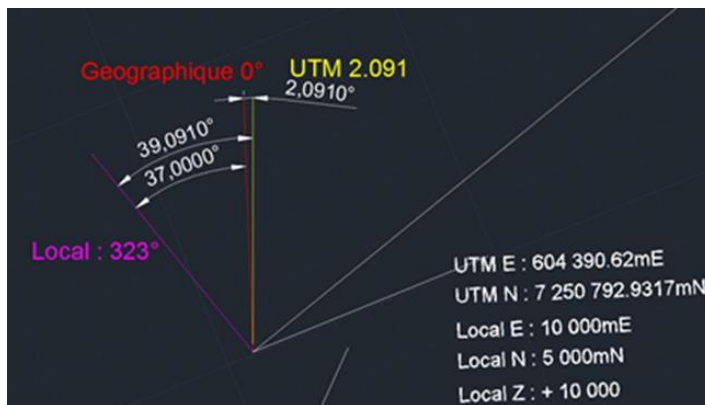 Geographique 0°
UTM 2.091
2,0910°
39,0910°
37,0000°
Local : 323°
UTM E : 604 390.62mE
UTM N : 7 250 792.9317mN
Local E : 10 000mE
Local N : 5 000mN
Local Z : + 10 000